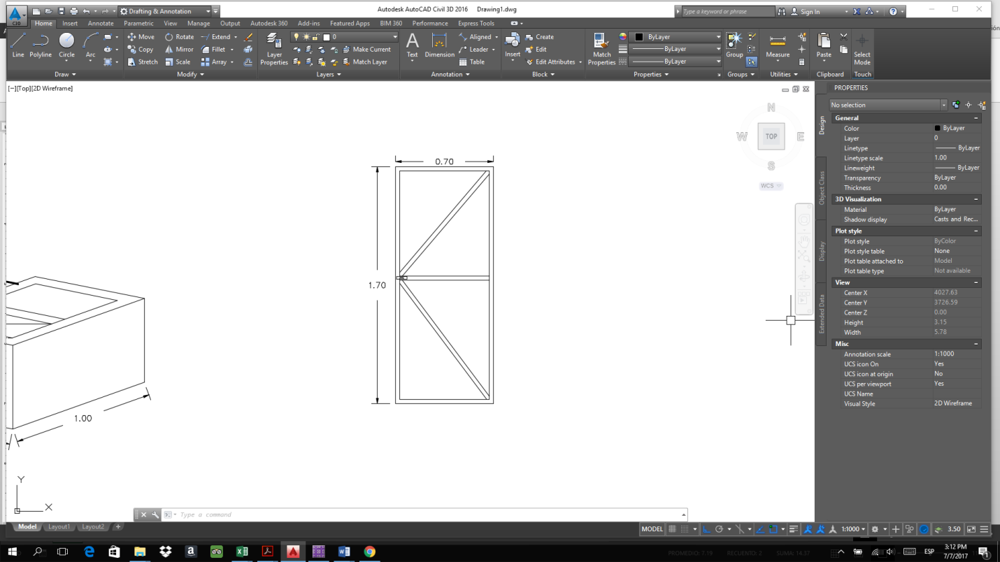 Drafting & Annotation
Autodesk AutoCAD Civil 3D 2016 Drawing1.dwg
Type a keyword or phrase
Sign In
C3D
Home Insert Annotate Parametric View Manage Output Autodesk 360 Add-ins Featured Apps BIM 360 Performance Express Tools
Line Polyline Circle Arc
Move Rotate Extend
Copy Mirror Fillet
Stretch Scale Array
Layer Properties
0
Make Current
Match Layer
Text Dimension
Aligned
Leader
Table
Insert
Create
Edit
Edit Attributes
Match Properties
ByLayer
ByLayer
ByLayer
Group
Measure
Paste
Select Mode
Draw Modify Layers Annotation Block Properties Groups Utilities Clipboard Touch
[−][Top][2D Wireframe]
N
W TOP E
S
WCS
0.70
1.70
1.00
Y
X
PROPERTIES
No selection
Design
Object Class
Display
Extended Data
General
Color ByLayer
Layer 0
Linetype ByLayer
Linetype scale 1.00
Lineweight ByLayer
Transparency ByLayer
Thickness 0.00
3D Visualization
Material ByLayer
Shadow display Casts and Rec...
Plot style
Plot style ByColor
Plot style table None
Plot table attached to Model
Plot table type Not available
View
Center X 4027.63
Center Y 3726.59
Center Z 0.00
Height 3.15
Width 5.78
Misc
Annotation scale 1:1000
UCS icon On Yes
UCS icon at origin No
UCS per viewport Yes
UCS Name
Visual Style 2D Wireframe
Type a command
Model Layout1 Layout2 +
MODEL 1:1000 3.50
PROMEDIO: 7.19 RECUENTO: 2 SUMA: 14.37
ESP
3:12 PM
7/7/2017